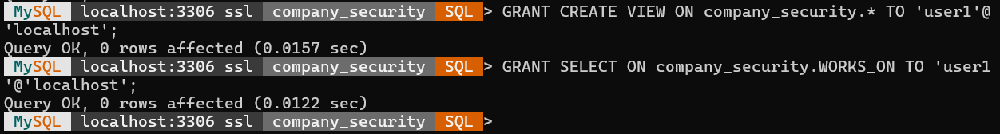 MySQL localhost:3306 ssl company_security SQL > GRANT CREATE VIEW ON company_security.* TO 'user1'@
'localhost';
Query OK, 0 rows affected (0.0157 sec)
MySQL localhost:3306 ssl company_security SQL > GRANT SELECT ON company_security.WORKS_ON TO 'user1
'@'localhost';
Query OK, 0 rows affected (0.0122 sec)
MySQL localhost:3306 ssl company_security SQL >